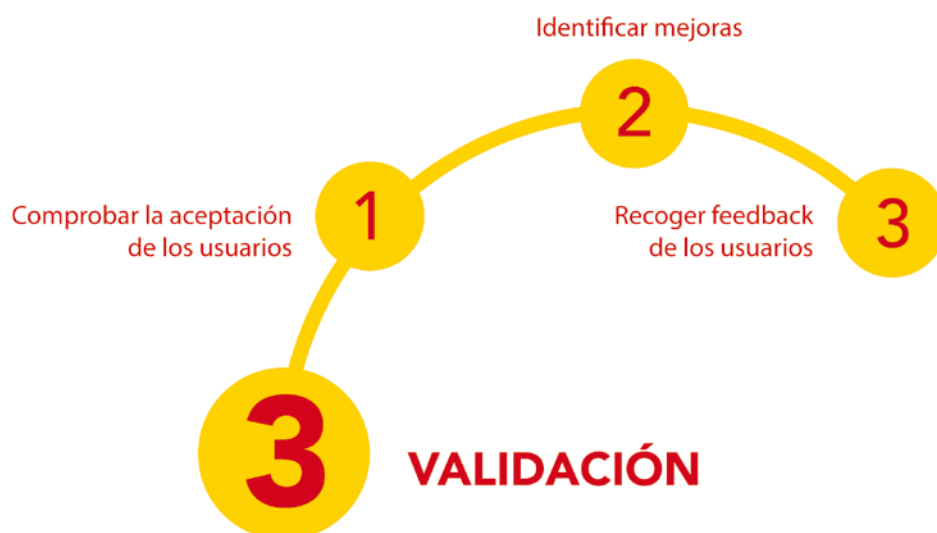 Identificar mejoras
2
1
Comprobar la aceptación
de los usuarios
Recoger feedback
de los usuarios
3
3
VALIDACIÓN